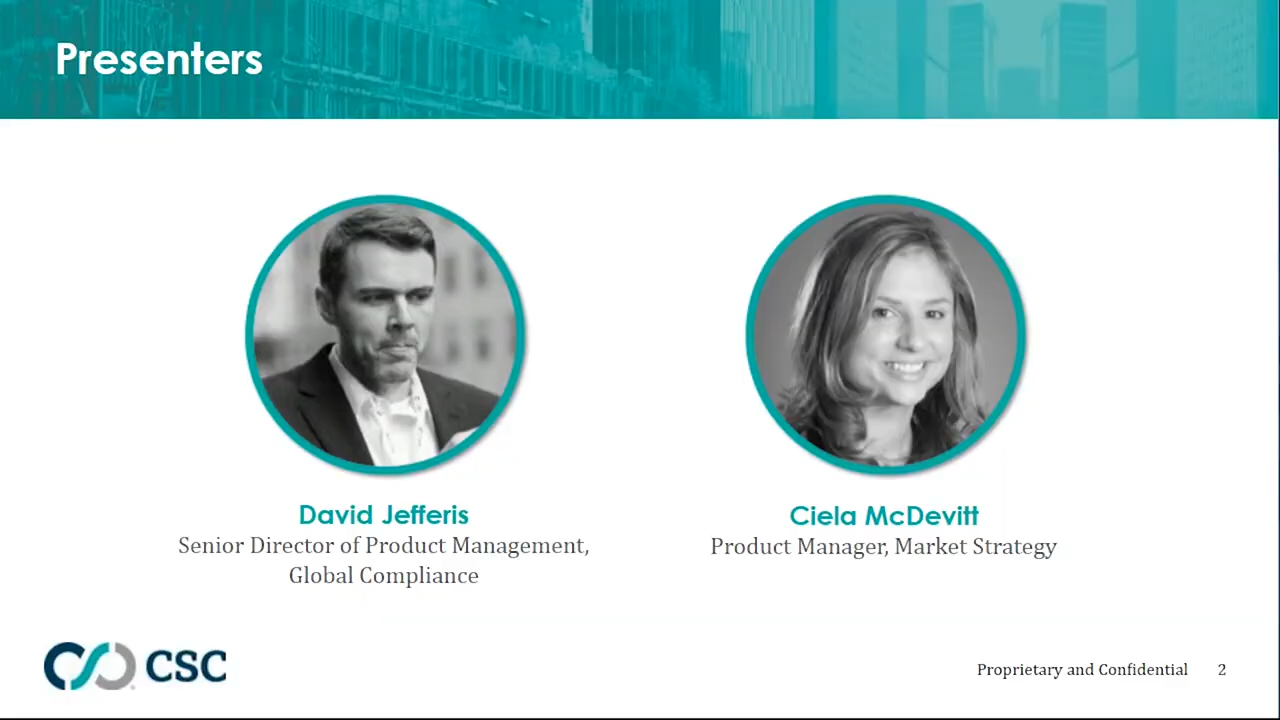 Presenters
David Jefferis
Senior Director of Product Management,
Global Compliance
Ciela McDevitt
Product Manager, Market Strategy
CSC
Proprietary and Confidential 2